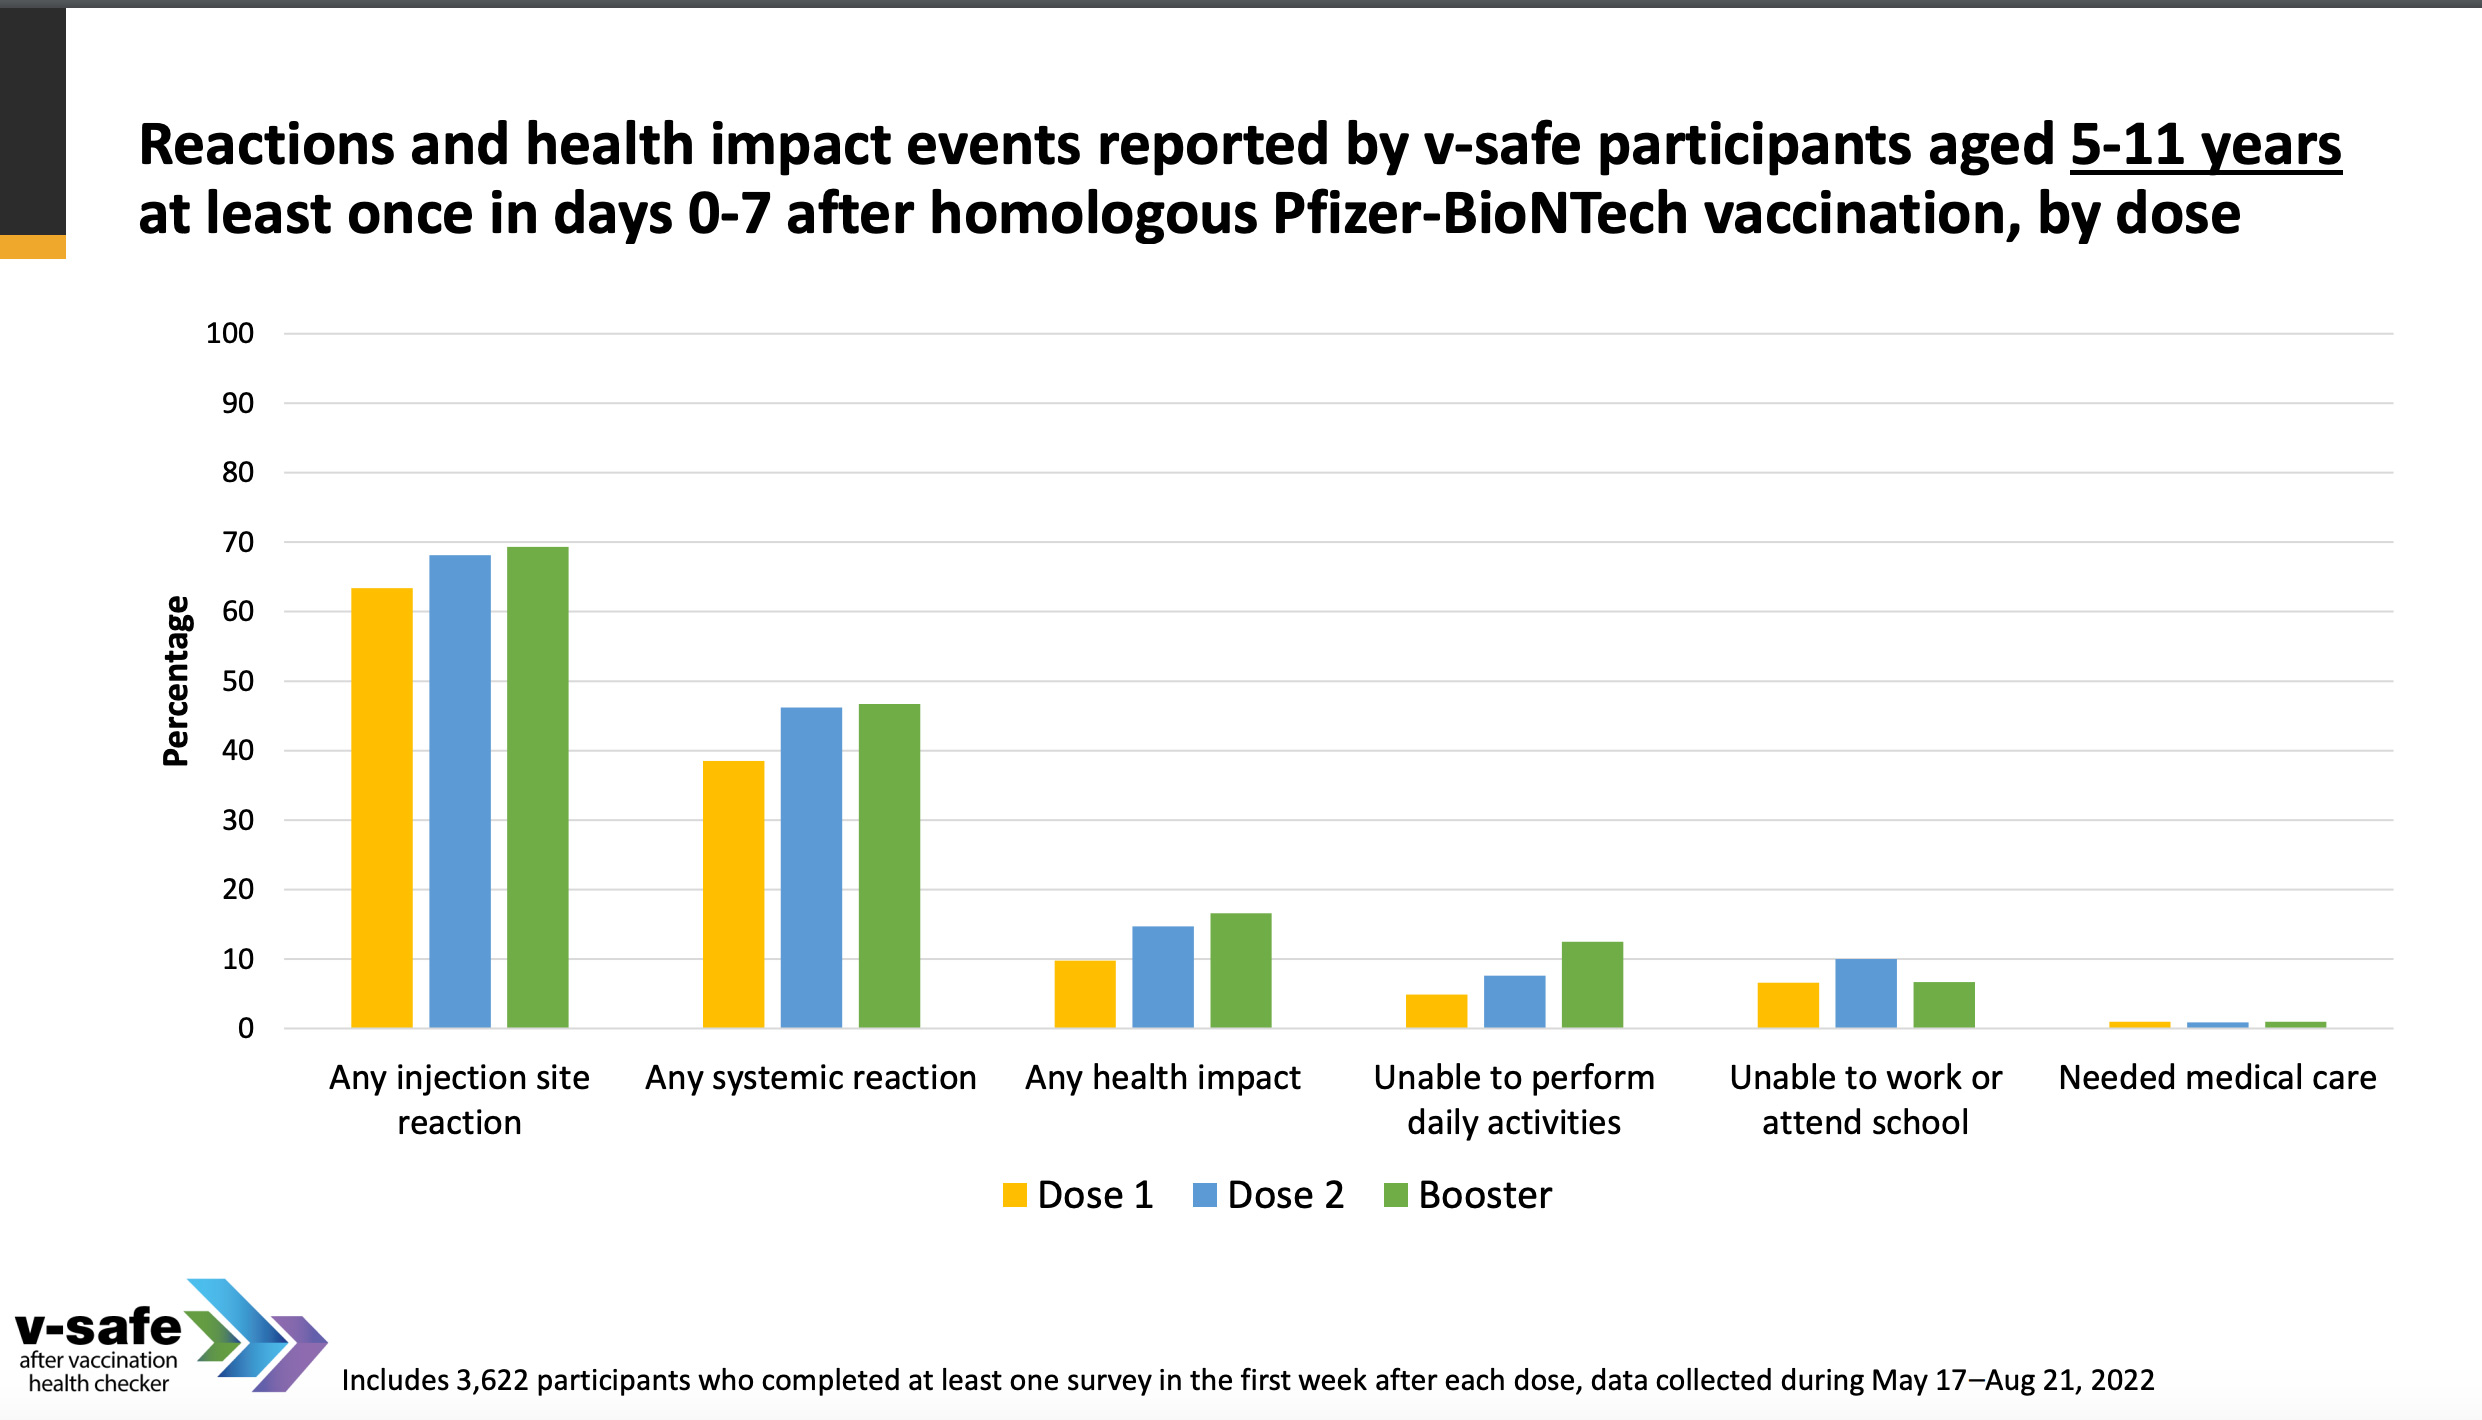 Reactions and health impact events reported by v-safe participants aged 5-11 years
at least once in days 0-7 after homologous Pfizer-BioNTech vaccination, by dose
100
90
80
70
60
50
40
30
20
10
0
Percentage
Any injection site
reaction
Any systemic reaction
Any health impact
Unable to perform
daily activities
Unable to work or
attend school
Needed medical care
Dose 1
Dose 2
Booster
v-safe
after vaccination
health checker
Includes 3,622 participants who completed at least one survey in the first week after each dose, data collected during May 17–Aug 21, 2022